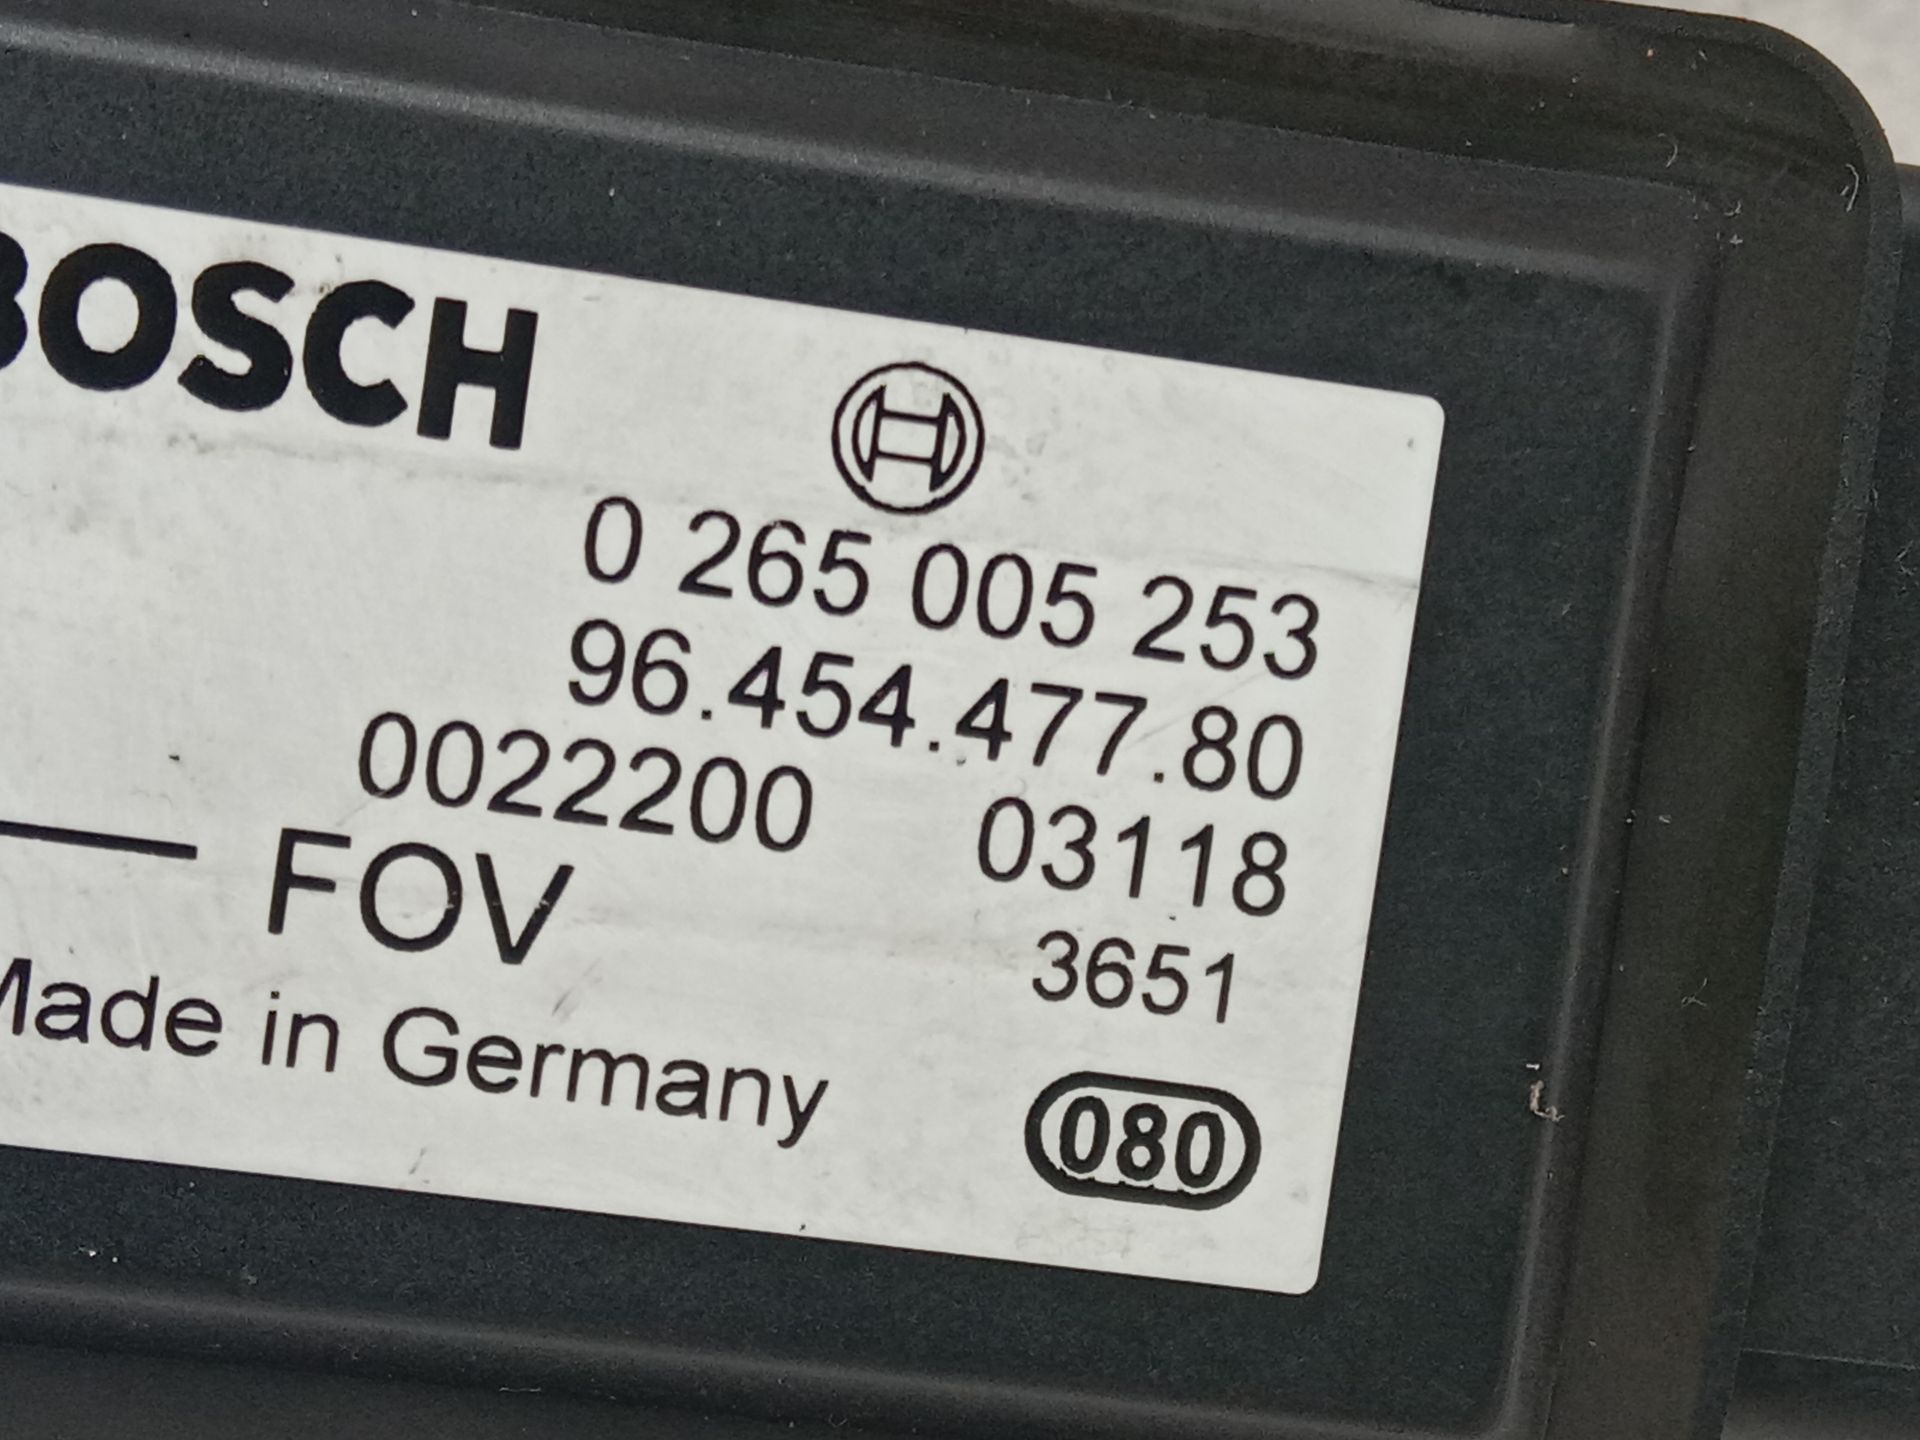 BOSCH
0 265 005 253
96.454.477.80
0022200 03118
FOV 3651
Made in Germany
080